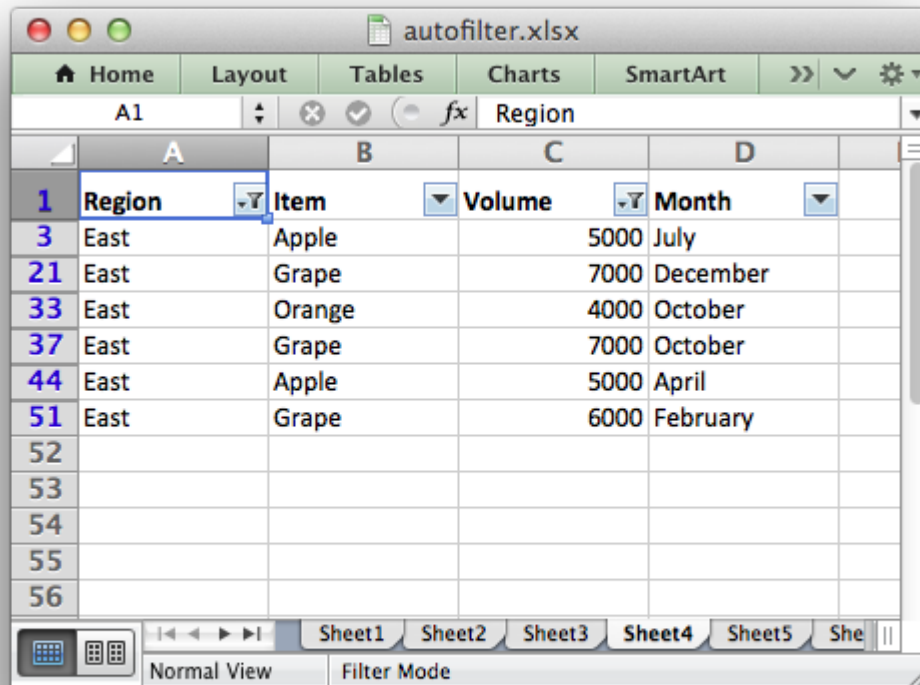 autofilter.xlsx
Home Layout Tables Charts SmartArt
A1 fx Region
A B C D
1 Region Item Volume Month
3 East Apple 5000 July
21 East Grape 7000 December
33 East Orange 4000 October
37 East Grape 7000 October
44 East Apple 5000 April
51 East Grape 6000 February
52
53
54
55
56
Sheet1 Sheet2 Sheet3 Sheet4 Sheet5 She
Normal View Filter Mode